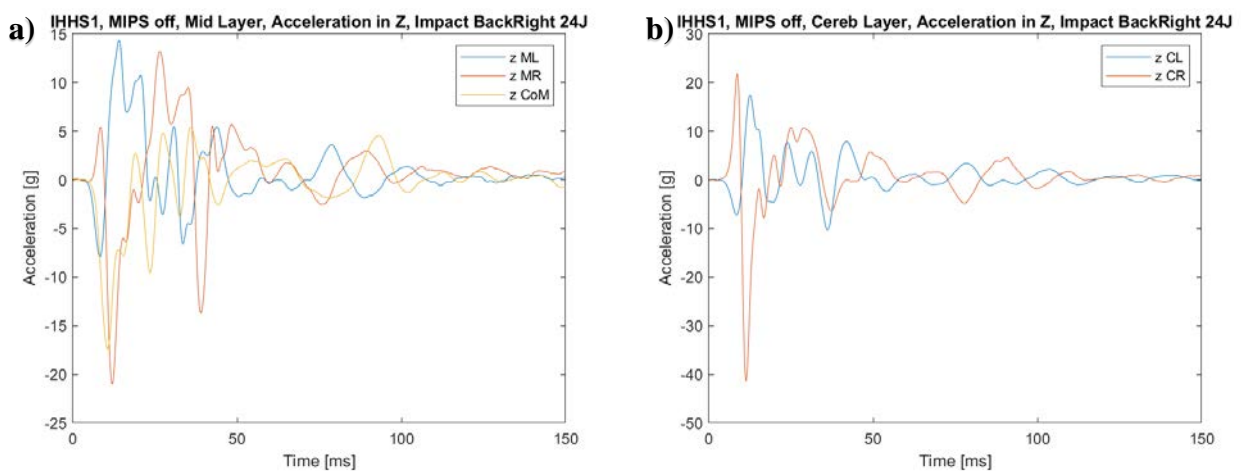 a)
IHHS1, MIPS off, Mid Layer, Acceleration in Z, Impact BackRight 24J
15
10
5
0
-5
-10
-15
-20
-25
Acceleration [g]
z ML
z MR
z CoM
0
50
100
150
Time [ms]
b)
IHHS1, MIPS off, Cereb Layer, Acceleration in Z, Impact BackRight 24J
30
20
10
0
-10
-20
-30
-40
-50
Acceleration [g]
z CL
z CR
0
50
100
150
Time [ms]